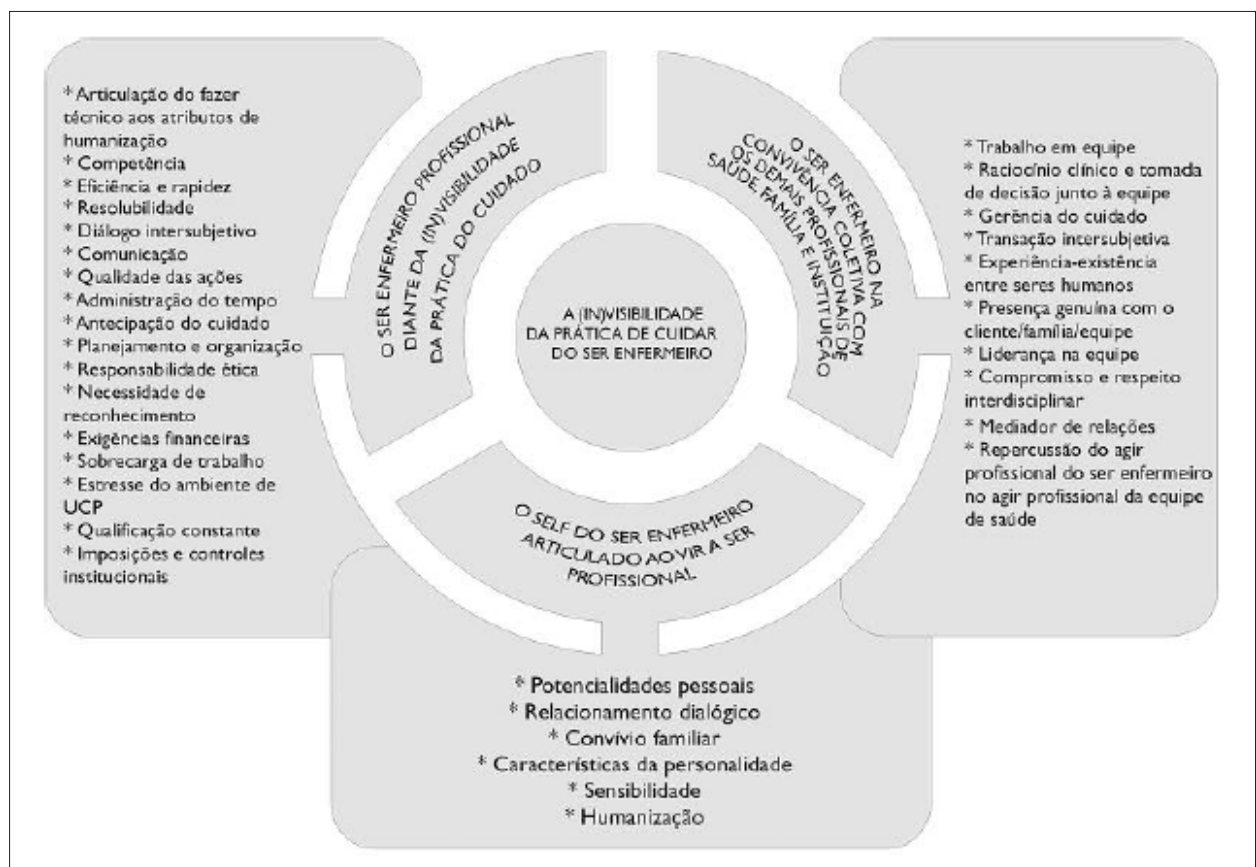 * Articulação do fazer
técnico aos atributos de
humanização
* Competência
* Eficiência e rapidez
* Resolubilidade
* Diálogo intersubjetivo
* Comunicação
* Qualidade das ações
* Administração do tempo
* Antecipação do cuidado
* Planejamento e organização
* Responsabilidade ética
* Necessidade de
reconhecimento
* Exigências financeiras
* Sobrecarga de trabalho
* Estresse do ambiente de
UCP
* Qualificação constante
* Imposições e controles
institucionais
O SER ENFERMEIRO PROFISSIONAL
DIANTE DA (IN)VISIBILIDADE
DA PRÁTICA DO CUIDADO
A (IN)VISIBILIDADE
DA PRÁTICA DE CUIDAR
DO SER ENFERMEIRO
O SER ENFERMEIRO NA
CONVIVÊNCIA COLETIVA COM
OS DEMAIS PROFISSIONAIS DE
SAÚDE FAMÍLIA E INSTITUIÇÃO
* Trabalho em equipe
* Raciocínio clínico e tomada
de decisão junto à equipe
* Gerência do cuidado
* Transação intersubjetiva
* Experiência-existência
entre seres humanos
* Presença genuína com o
cliente/família/equipe
* Liderança na equipe
* Compromisso e respeito
interdisciplinar
* Mediador de relações
* Repercussão do agir
profissional do ser enfermeiro
no agir profissional da equipe
de saúde
O SELF DO SER ENFERMEIRO
ARTICULADO AO VIR A SER
PROFISSIONAL
* Potencialidades pessoais
* Relacionamento dialógico
* Convívio familiar
* Características da personalidade
* Sensibilidade
* Humanização